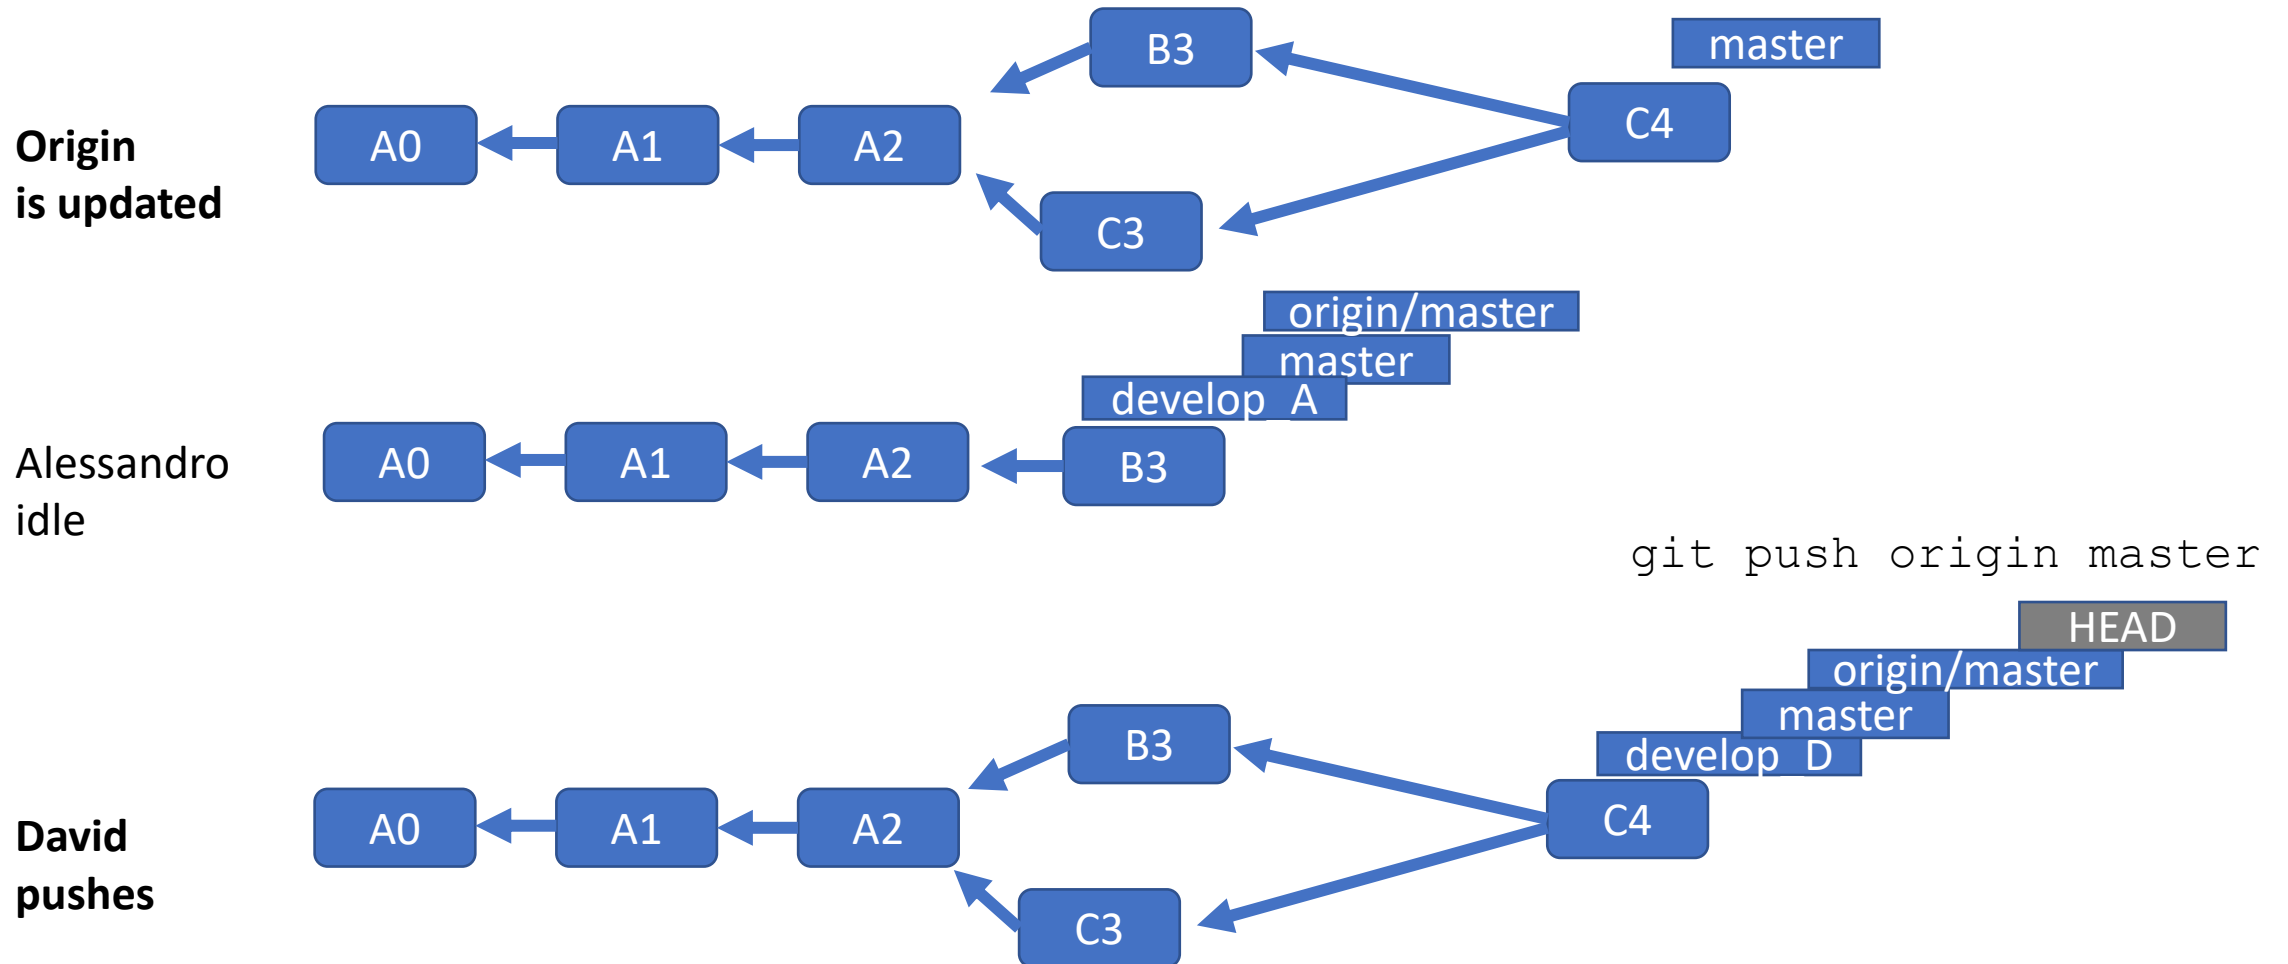 B3
master
A0
A1
A2
C4
Origin
is updated
C3
origin/master
master
develop_A
Alessandro
idle
A0
A1
A2
B3
git push origin master
HEAD
origin/master
master
develop_D
B3
A0
A1
A2
C4
David
pushes
C3